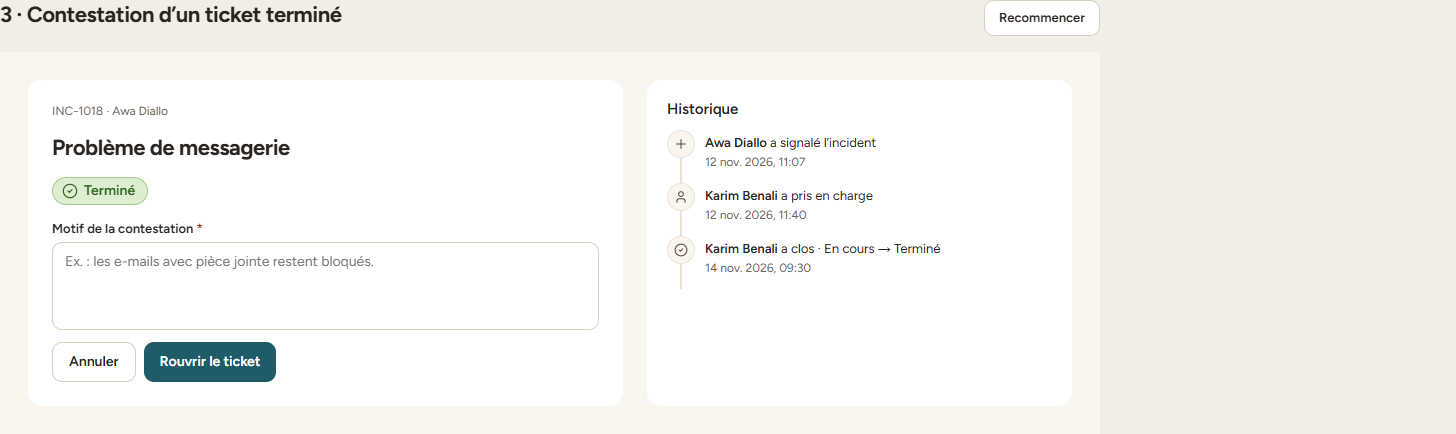 3 · Contestation d’un ticket terminé
Recommencer
INC-1018 · Awa Diallo
Problème de messagerie
Terminé
Motif de la contestation *
Ex. : les e-mails avec pièce jointe restent bloqués.
Annuler
Rouvrir le ticket
Historique
Awa Diallo a signalé l’incident
12 nov. 2026, 11:07
Karim Benali a pris en charge
12 nov. 2026, 11:40
Karim Benali a clos · En cours → Terminé
14 nov. 2026, 09:30